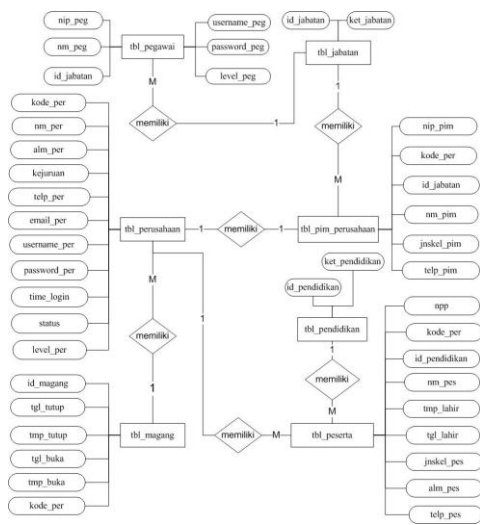 nip_peg
nm_peg
id_jabatan
tbl_pegawai
username_peg
password_peg
level_peg
id_jabatan
ket_jabatan
tbl_jabatan
M
memiliki
1
1
memiliki
M
kode_per
nm_per
alm_per
kejuruan
telp_per
email_per
username_per
password_per
time_login
status
level_per
tbl_perusahaan
1
memiliki
1
tbl_pim_perusahaan
nip_pim
kode_per
id_jabatan
nm_pim
jnskel_pim
telp_pim
ket_pendidikan
id_pendidikan
tbl_pendidikan
1
memiliki
M
M
memiliki
1
1
memiliki
M
id_magang
tgl_tutup
tmp_tutup
tgl_buka
tmp_buka
kode_per
tbl_magang
tbl_peserta
npp
kode_per
id_pendidikan
nm_pes
tmp_lahir
tgl_lahir
jnskel_pes
alm_pes
telp_pes